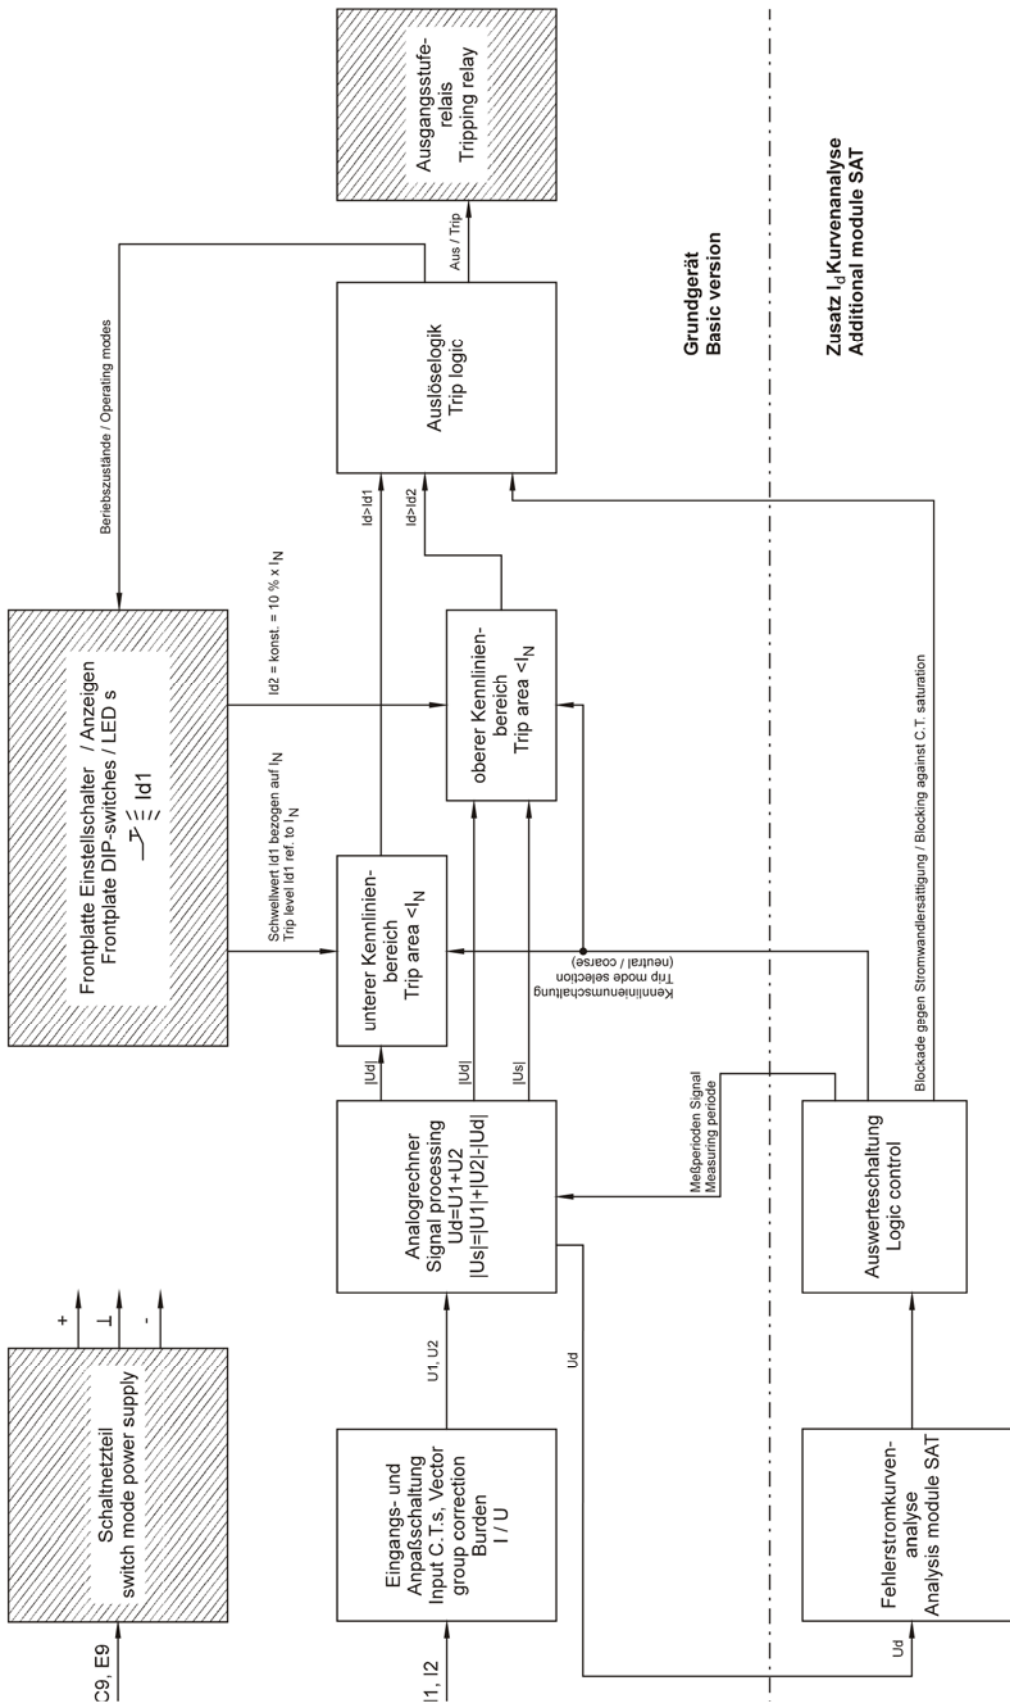 C9, E9
Schaltnetzteil
switch mode power supply
+
⊥
-
Frontplatte Einstellschalter / Anzeigen
Frontplate DIP-switches / LED s
Id1
Beriebszustände / Operating modes
Schwellwert Id1 bezogen auf IN
Trip level Id1 ref. to IN
Id2 = konst. = 10 % x IN
I1, I2
Eingangs- und
Anpaßschaltung
Input C.T.s, Vector
group correction
Burden
I / U
U1, U2
Analogrechner
Signal processing
Ud=U1+U2
|Us|=|U1|+|U2|-|Ud|
|Ud|
|Ud|
|Us|
unterer Kennlinien-
bereich
Trip area <IN
oberer Kennlinien-
bereich
Trip area <IN
Id>Id1
Id>Id2
Auslöselogik
Trip logic
Aus / Trip
Ausgangsstufe-
relais
Tripping relay
Kennlinienumschaltung
Trip mode selection
(neutral / coarse)
Ud
Meßperioden Signal
Measuring periode
Grundgerät
Basic version
Zusatz Id Kurvenanalyse
Additional module SAT
Ud
Fehlerstromkurven-
analyse
Analysis module SAT
Auswerteschaltung
Logic control
Blockade gegen Stromwandlersättigung / Blocking against C.T. saturation